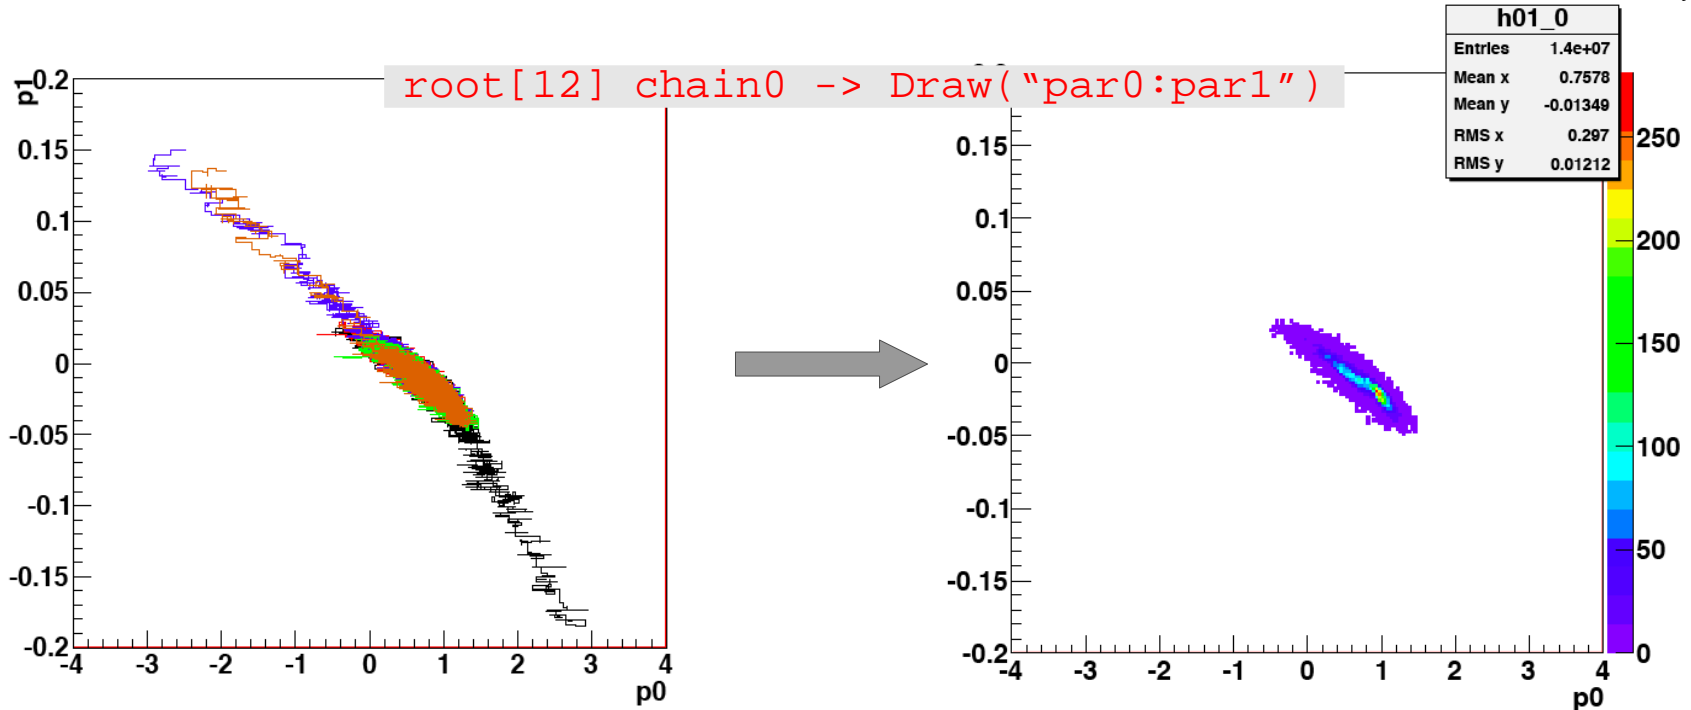 root[12] chain0 -> Draw(“par0:par1”)
h01_0
Entries 1.4e+07
Mean x 0.7578
Mean y -0.01349
RMS x 0.297
RMS y 0.01212
p1
0.2
0.15
0.1
0.05
0
-0.05
-0.1
-0.15
-0.2
-4 -3 -2 -1 0 1 2 3 4
p0
0.15
0.1
0.05
0
-0.05
-0.1
-0.15
-0.2
-4 -3 -2 -1 0 1 2 3 4
p0
250
200
150
100
50
0